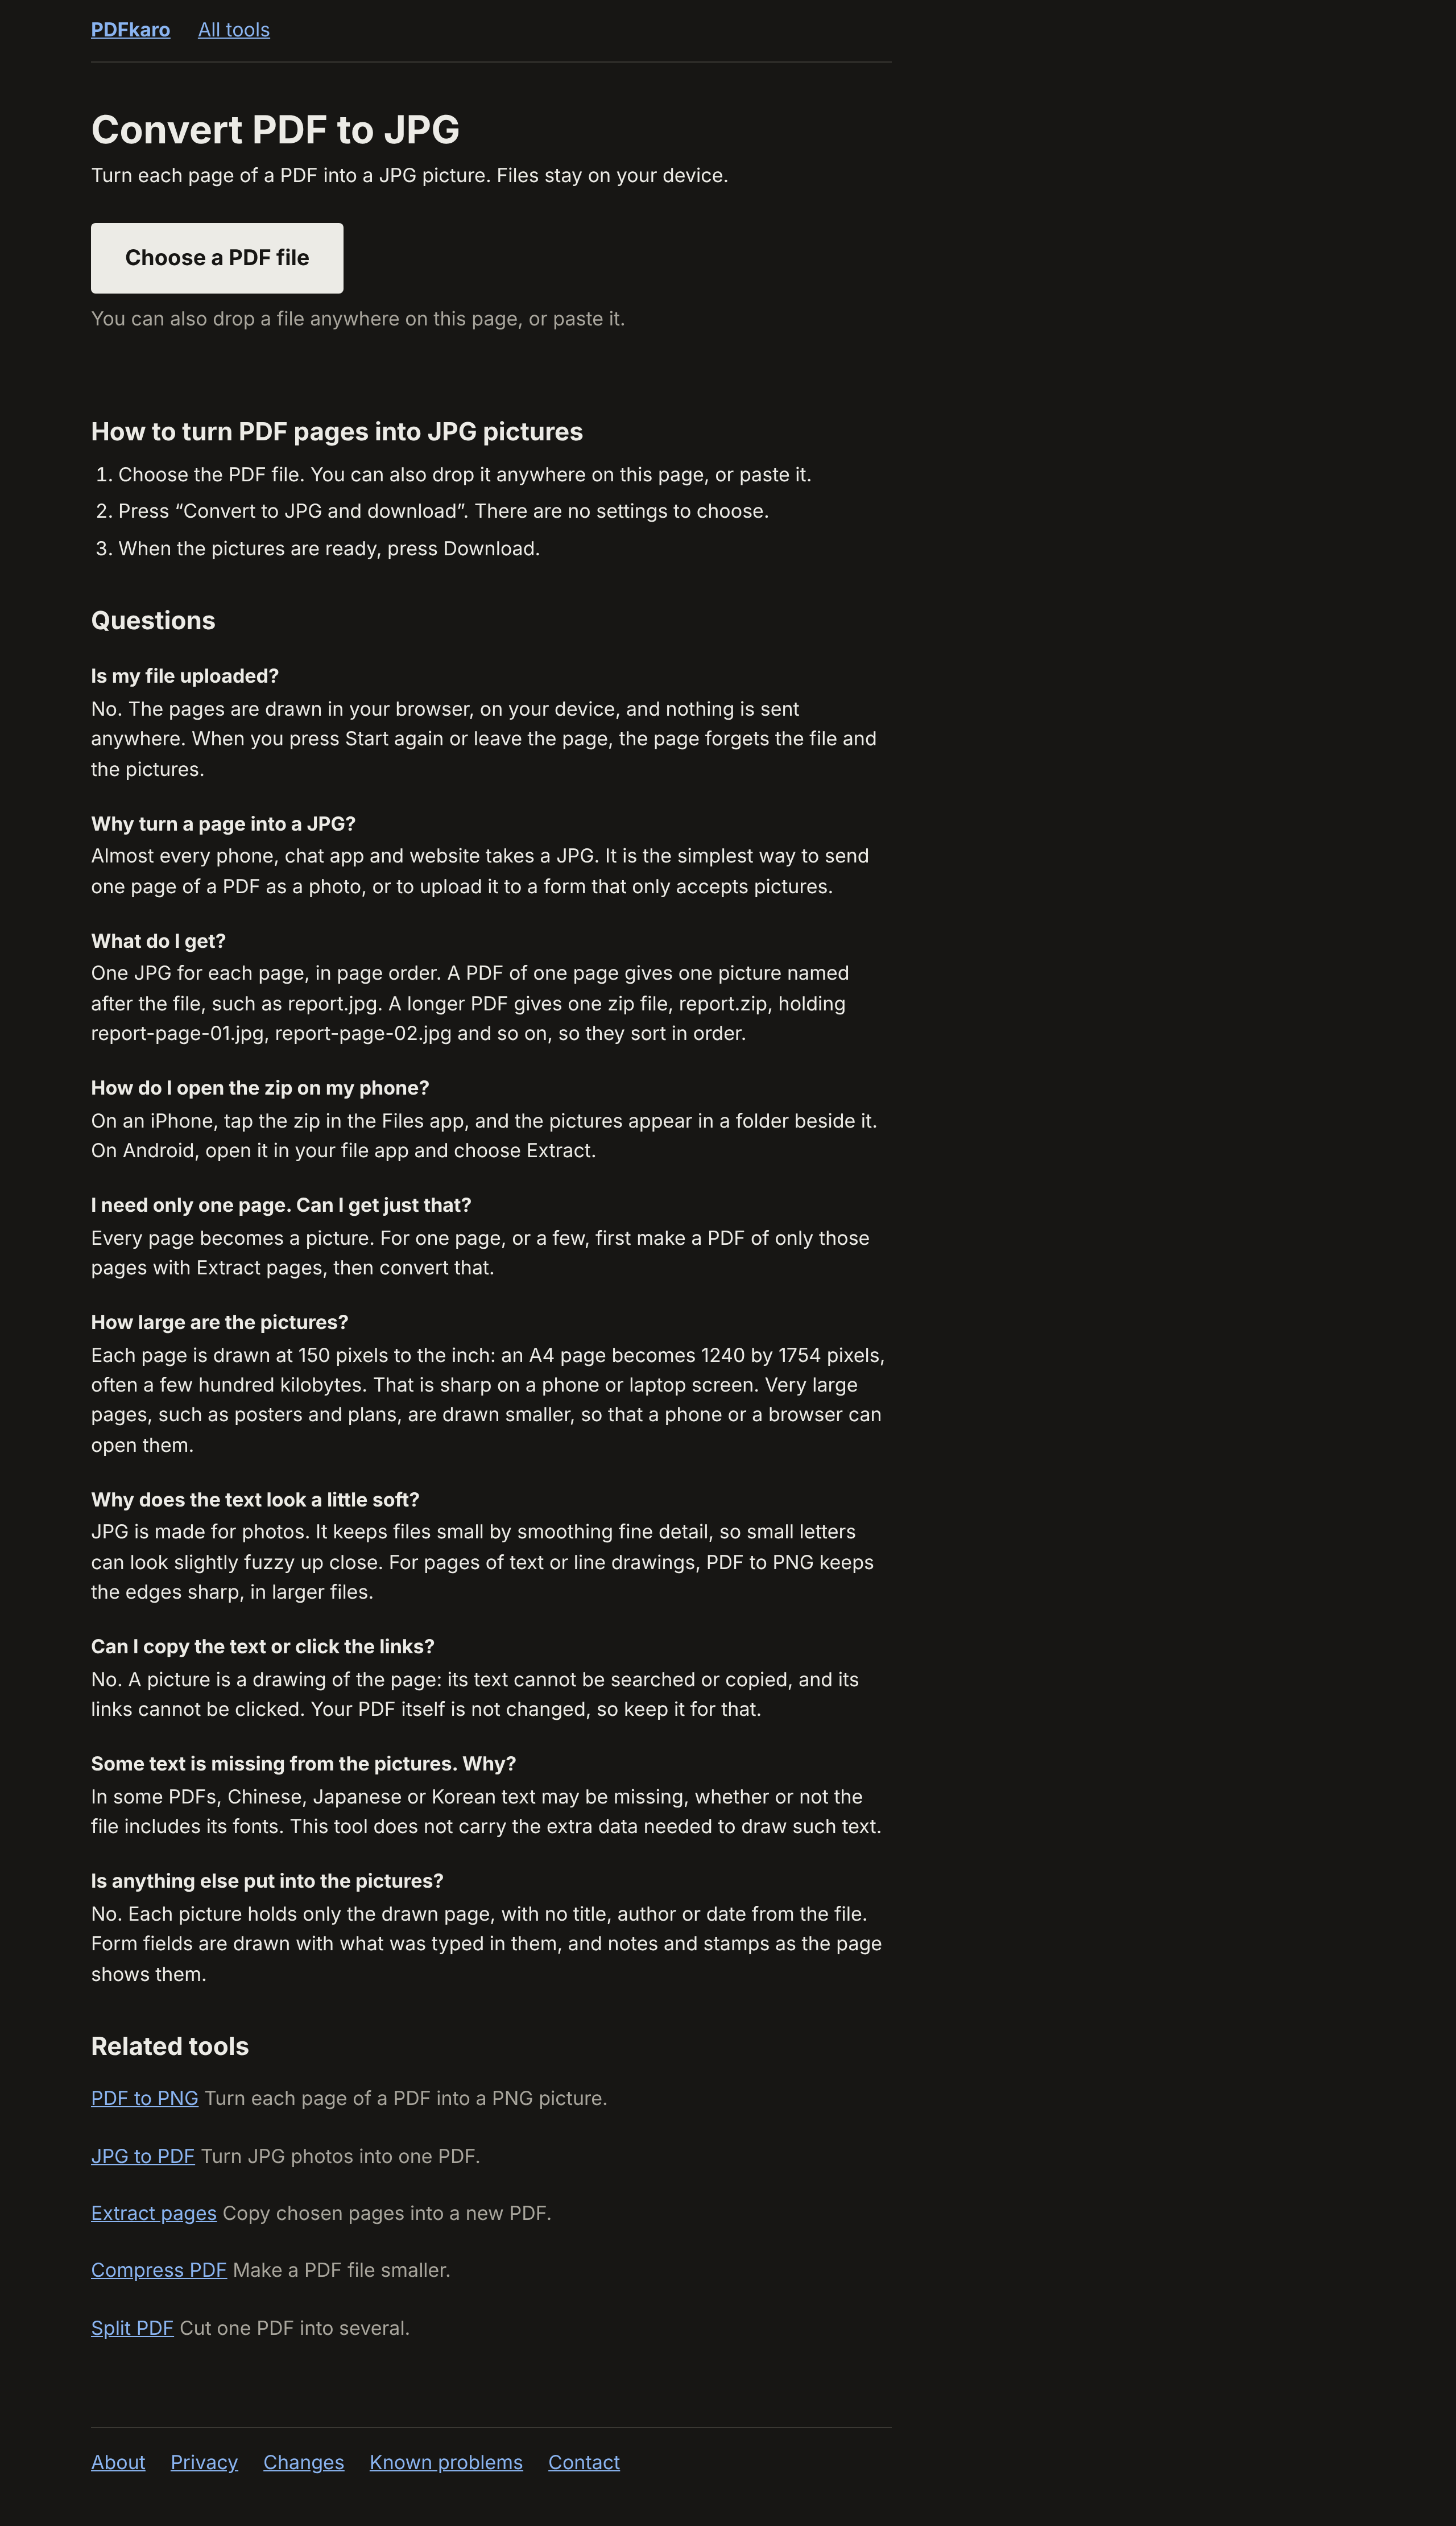 PDFkaro All tools
Convert PDF to JPG
Turn each page of a PDF into a JPG picture. Files stay on your device.
Choose a PDF file
You can also drop a file anywhere on this page, or paste it.
How to turn PDF pages into JPG pictures
1. Choose the PDF file. You can also drop it anywhere on this page, or paste it.
2. Press “Convert to JPG and download”. There are no settings to choose.
3. When the pictures are ready, press Download.
Questions
Is my file uploaded?
No. The pages are drawn in your browser, on your device, and nothing is sent
anywhere. When you press Start again or leave the page, the page forgets the file and
the pictures.
Why turn a page into a JPG?
Almost every phone, chat app and website takes a JPG. It is the simplest way to send
one page of a PDF as a photo, or to upload it to a form that only accepts pictures.
What do I get?
One JPG for each page, in page order. A PDF of one page gives one picture named
after the file, such as report.jpg. A longer PDF gives one zip file, report.zip, holding
report-page-01.jpg, report-page-02.jpg and so on, so they sort in order.
How do I open the zip on my phone?
On an iPhone, tap the zip in the Files app, and the pictures appear in a folder beside it.
On Android, open it in your file app and choose Extract.
I need only one page. Can I get just that?
Every page becomes a picture. For one page, or a few, first make a PDF of only those
pages with Extract pages, then convert that.
How large are the pictures?
Each page is drawn at 150 pixels to the inch: an A4 page becomes 1240 by 1754 pixels,
often a few hundred kilobytes. That is sharp on a phone or laptop screen. Very large
pages, such as posters and plans, are drawn smaller, so that a phone or a browser can
open them.
Why does the text look a little soft?
JPG is made for photos. It keeps files small by smoothing fine detail, so small letters
can look slightly fuzzy up close. For pages of text or line drawings, PDF to PNG keeps
the edges sharp, in larger files.
Can I copy the text or click the links?
No. A picture is a drawing of the page: its text cannot be searched or copied, and its
links cannot be clicked. Your PDF itself is not changed, so keep it for that.
Some text is missing from the pictures. Why?
In some PDFs, Chinese, Japanese or Korean text may be missing, whether or not the
file includes its fonts. This tool does not carry the extra data needed to draw such text.
Is anything else put into the pictures?
No. Each picture holds only the drawn page, with no title, author or date from the file.
Form fields are drawn with what was typed in them, and notes and stamps as the page
shows them.
Related tools
PDF to PNG Turn each page of a PDF into a PNG picture.
JPG to PDF Turn JPG photos into one PDF.
Extract pages Copy chosen pages into a new PDF.
Compress PDF Make a PDF file smaller.
Split PDF Cut one PDF into several.
About Privacy Changes Known problems Contact